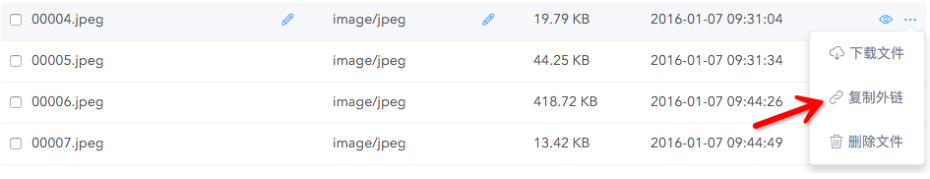 00004.jpeg image/jpeg 19.79 KB 2016-01-07 09:31:04
下载文件
00005.jpeg image/jpeg 44.25 KB 2016-01-07 09:31:34
复制外链
00006.jpeg image/jpeg 418.72 KB 2016-01-07 09:44:26
删除文件
00007.jpeg image/jpeg 13.42 KB 2016-01-07 09:44:49